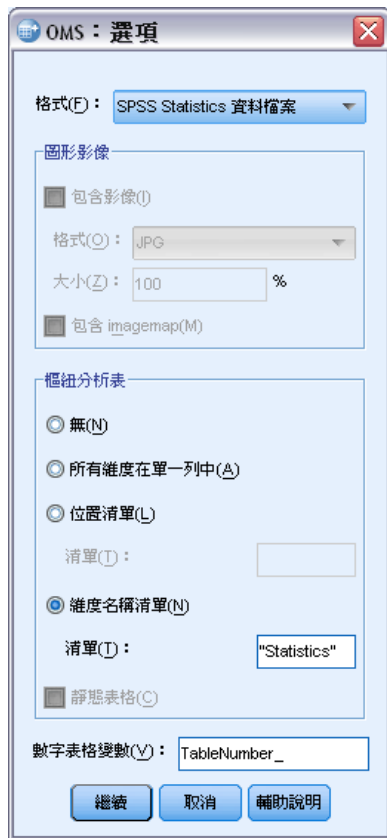 OMS：選項
格式(F)： SPSS Statistics 資料檔案
圖形影像
包含影像(I)
格式(O)： JPG
大小(Z)： 100 %
包含 imagemap(M)
樞紐分析表
無(N)
所有維度在單一列中(A)
位置清單(L)
清單(T)：
維度名稱清單(N)
清單(T)： "Statistics"
靜態表格(C)
數字表格變數(V)： TableNumber_
繼續 取消 輔助說明